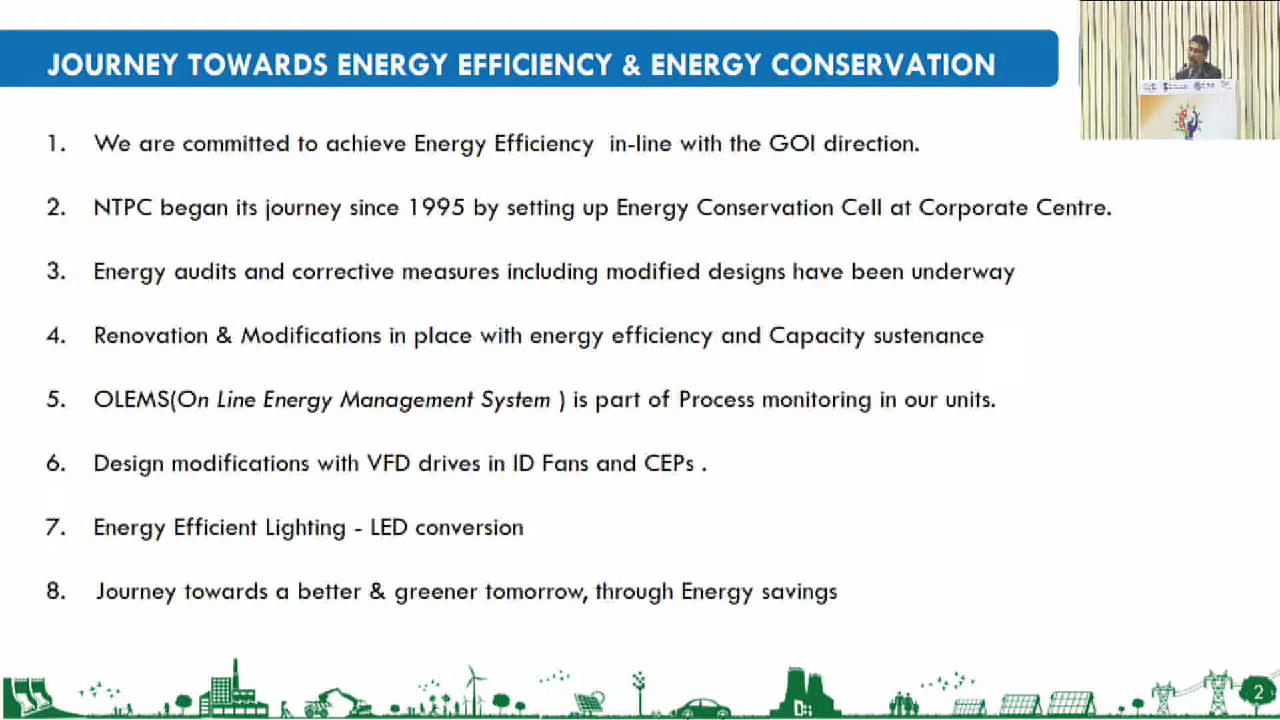 JOURNEY TOWARDS ENERGY EFFICIENCY & ENERGY CONSERVATION
1. We are committed to achieve Energy Efficiency in-line with the GOI direction.
2. NTPC began its journey since 1995 by setting up Energy Conservation Cell at Corporate Centre.
3. Energy audits and corrective measures including modified designs have been underway
4. Renovation & Modifications in place with energy efficiency and Capacity sustenance
5. OLEMS(On Line Energy Management System ) is part of Process monitoring in our units.
6. Design modifications with VFD drives in ID Fans and CEPs .
7. Energy Efficient Lighting - LED conversion
8. Journey towards a better & greener tomorrow, through Energy savings
2